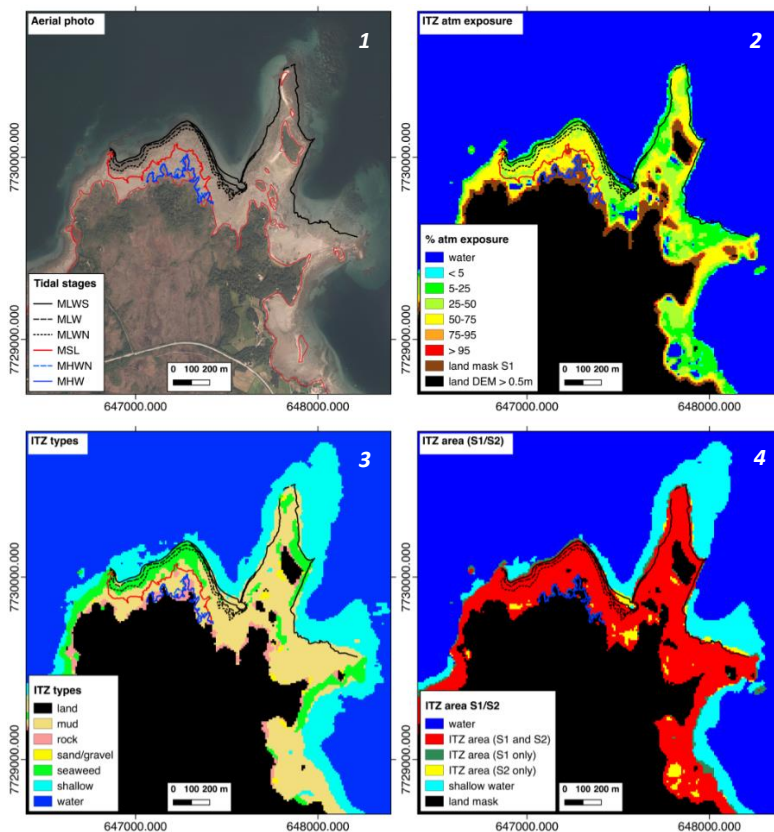 Aerial photo
1
7730000.000
7729000.000
Tidal stages
MLWS
MLW
MLWN
MSL
MHWN
MHW
0 100 200 m
647000.000
648000.000
ITZ atm exposure
2
7730000.000
7729000.000
% atm exposure
water
< 5
5-25
25-50
50-75
75-95
> 95
land mask S1
land DEM > 0.5m
0 100 200 m
647000.000
648000.000
ITZ types
3
7730000.000
7729000.000
ITZ types
land
mud
rock
sand/gravel
seaweed
shallow
water
0 100 200 m
647000.000
648000.000
ITZ area (S1/S2)
4
7730000.000
7729000.000
ITZ area S1/S2
water
ITZ area (S1 and S2)
ITZ area (S1 only)
ITZ area (S2 only)
shallow water
land mask
0 100 200 m
647000.000
648000.000